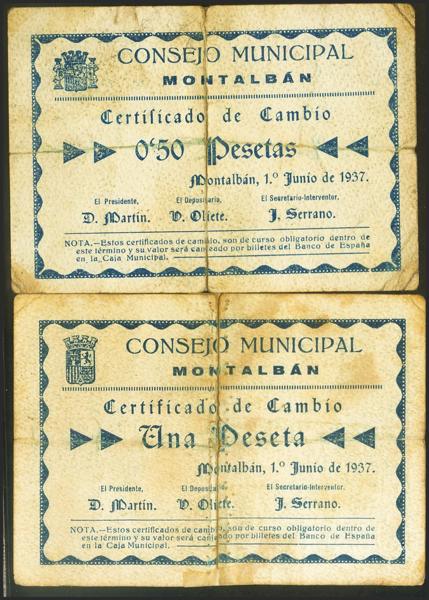 CONSEJO MUNICIPAL
MONTALBÁN
Certificado de Cambio
0'50 Pesetas
Montalbán, 1.º Junio de 1937.
El Presidente, El Depositario, El Secretario-Interventor.
D. Martín. V. Oliete. J. Serrano.
NOTA.—Estos certificados de cambio, son de curso obligatorio dentro de
este término y su valor será canjeado por billetes del Banco de España
en la Caja Municipal.
CONSEJO MUNICIPAL
MONTALBÁN
Certificado de Cambio
Una Peseta
Montalbán, 1.º Junio de 1937.
El Presidente, El Depositario, El Secretario-Interventor.
D. Martín. V. Oliete. J. Serrano.
NOTA.—Estos certificados de cambio, son de curso obligatorio dentro de
este término y su valor será canjeado por billetes del Banco de España
en la Caja Municipal.